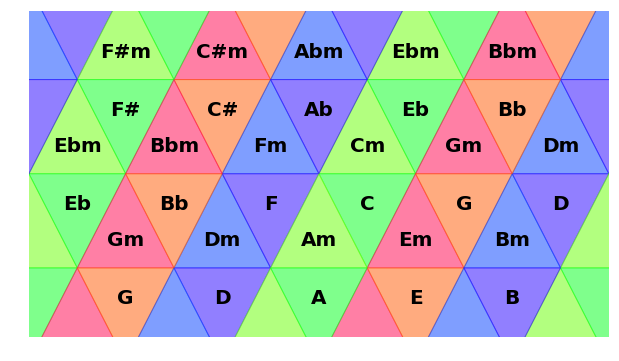 F#m C#m Abm Ebm Bbm
F# C# Ab Eb Bb
Ebm Bbm Fm Cm Gm Dm
Eb Bb F C G D
Gm Dm Am Em Bm
G D A E B